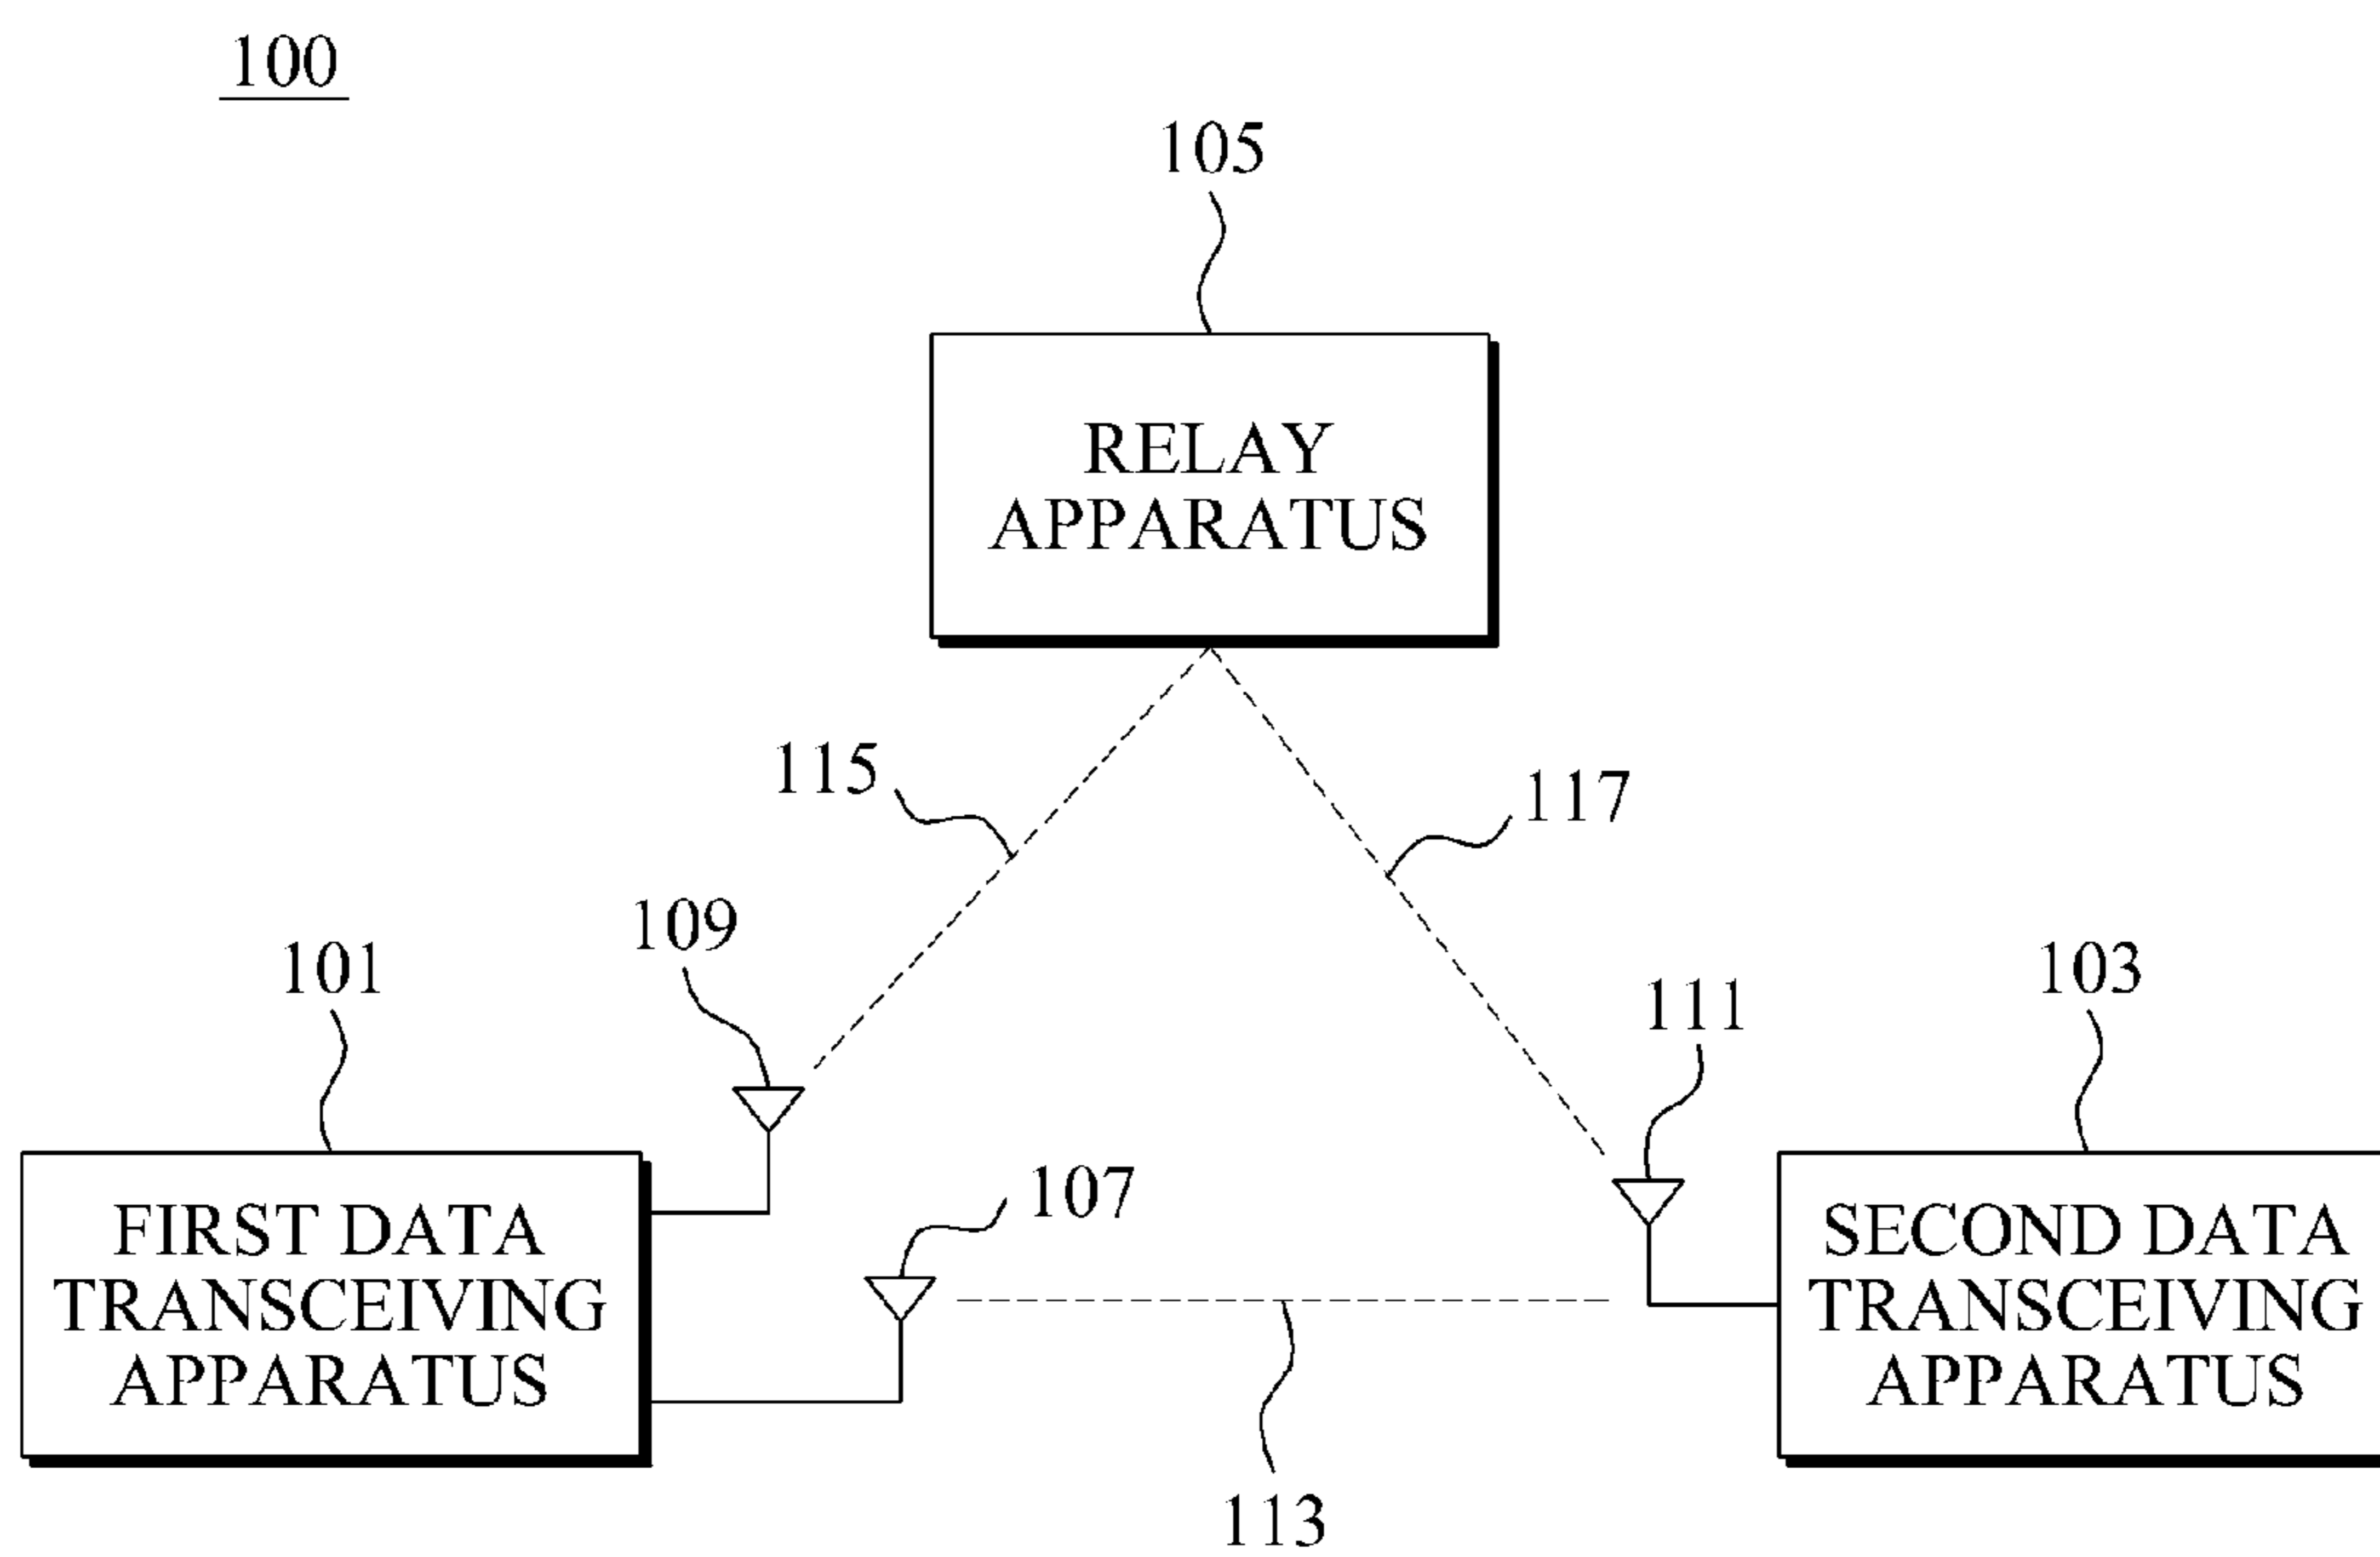 100
105
RELAY
APPARATUS
115
117
109
101
103
111
107
FIRST DATA
TRANSCEIVING
APPARATUS
SECOND DATA
TRANSCEIVING
APPARATUS
113